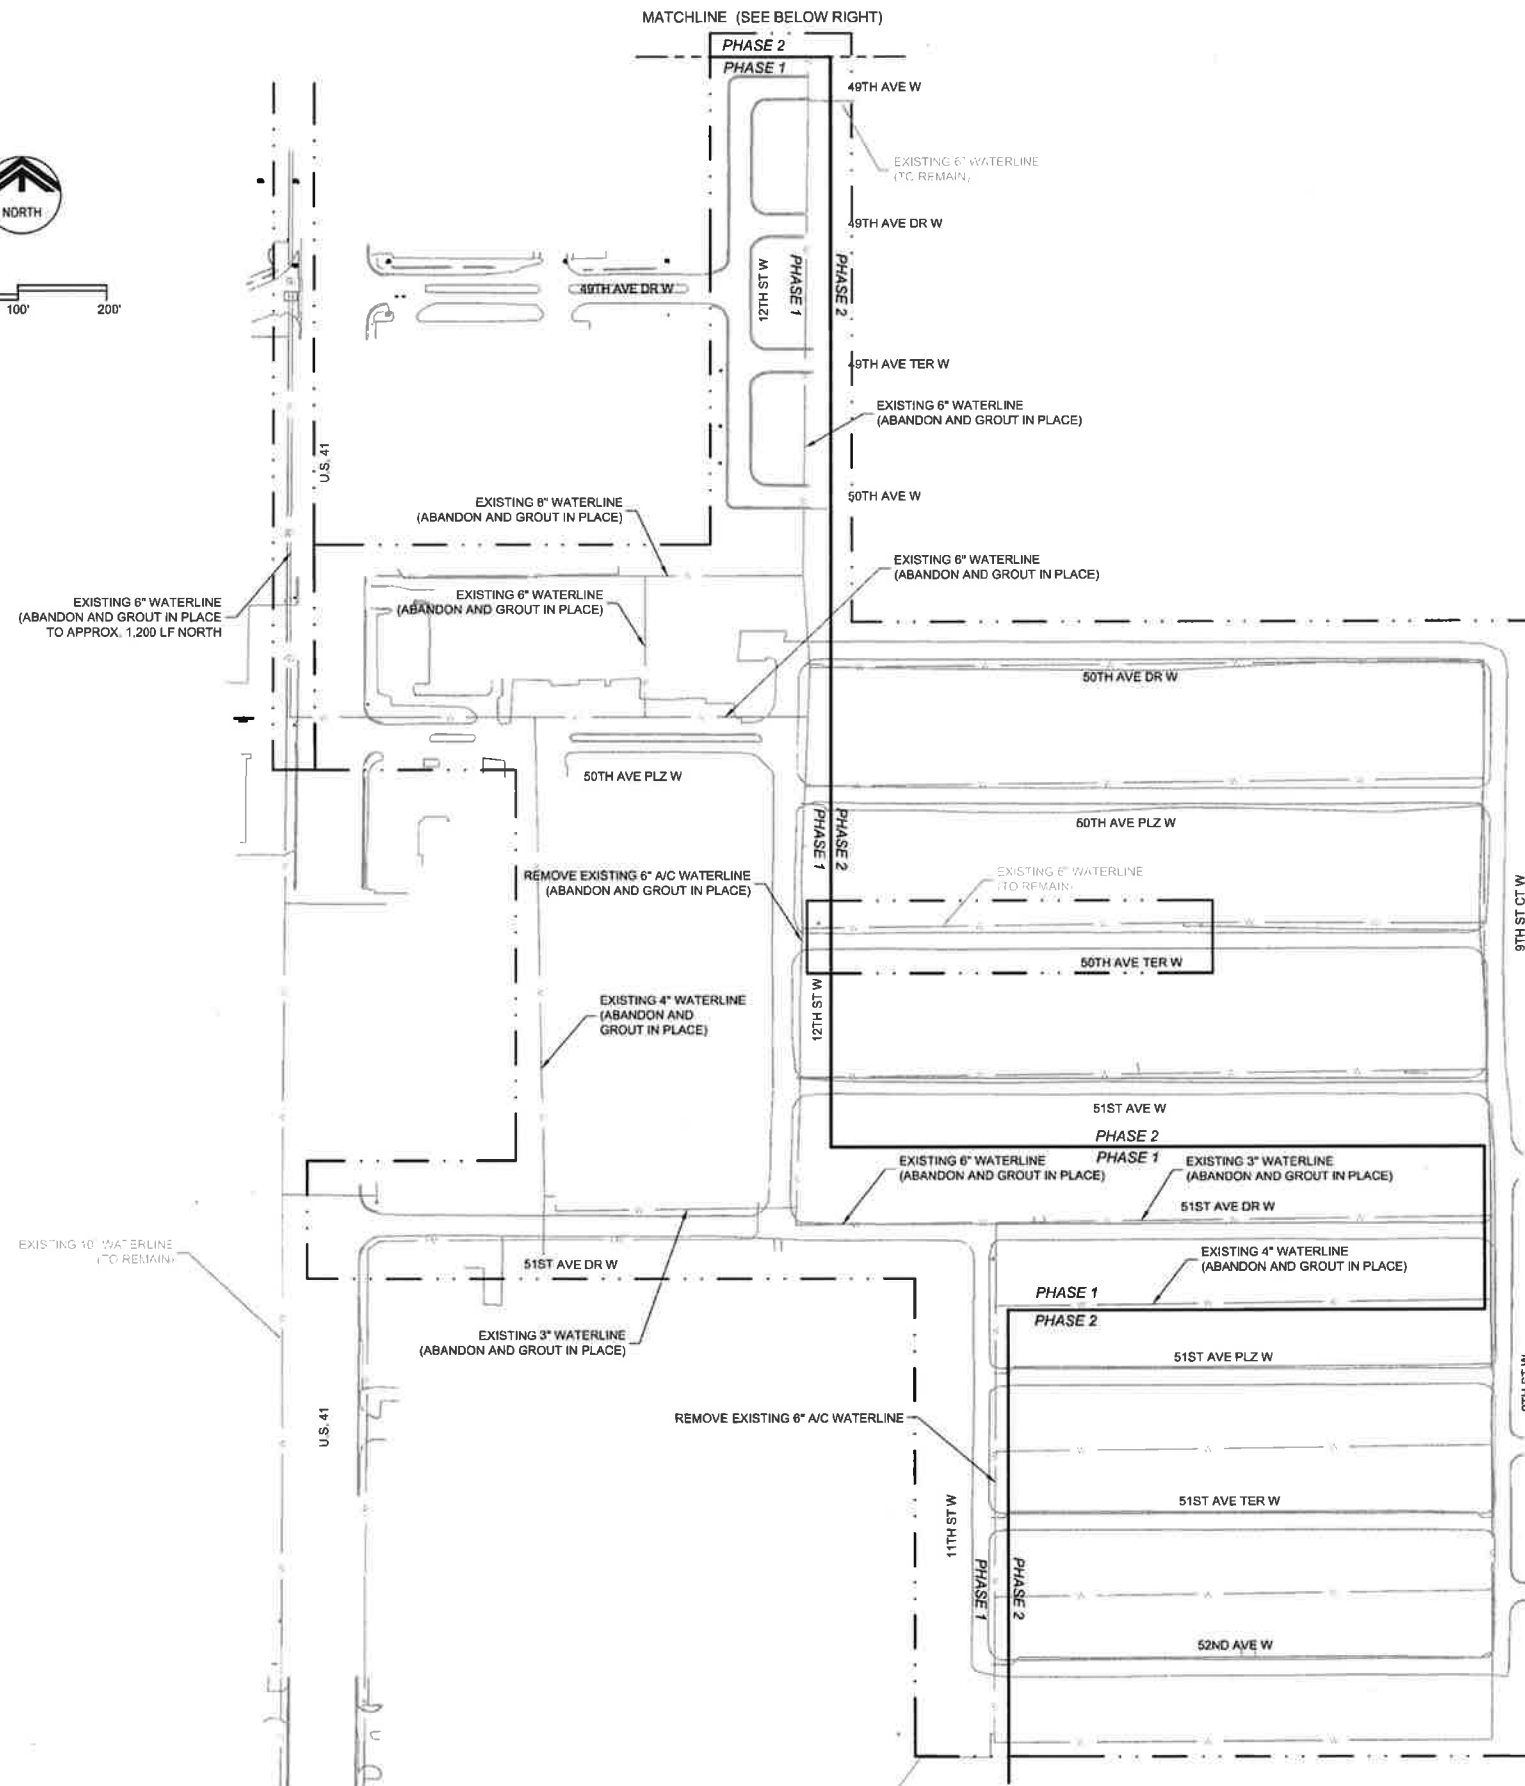 MATCHLINE (SEE BELOW RIGHT)
PHASE 2
PHASE 1
49TH AVE W
EXISTING 6" WATERLINE
(TO REMAIN)
NORTH
49TH AVE DR W
100'
200'
49TH AVE DR W
12TH ST W
PHASE 1
PHASE 2
49TH AVE TER W
EXISTING 6" WATERLINE
(ABANDON AND GROUT IN PLACE)
U.S. 41
50TH AVE W
EXISTING 8" WATERLINE
(ABANDON AND GROUT IN PLACE)
EXISTING 6" WATERLINE
(ABANDON AND GROUT IN PLACE)
EXISTING 6" WATERLINE
(ABANDON AND GROUT IN PLACE)
EXISTING 6" WATERLINE
(ABANDON AND GROUT IN PLACE
TO APPROX. 1,200 LF NORTH
50TH AVE DR W
50TH AVE PLZ W
50TH AVE PLZ W
PHASE 1
PHASE 2
REMOVE EXISTING 6" A/C WATERLINE
(ABANDON AND GROUT IN PLACE)
EXISTING 6" WATERLINE
(TO REMAIN)
9TH ST CT W
50TH AVE TER W
EXISTING 4" WATERLINE
(ABANDON AND
GROUT IN PLACE)
12TH ST W
51ST AVE W
PHASE 2
PHASE 1
EXISTING 6" WATERLINE
(ABANDON AND GROUT IN PLACE)
EXISTING 3" WATERLINE
(ABANDON AND GROUT IN PLACE)
51ST AVE DR W
EXISTING 10" WATERLINE
(TO REMAIN)
51ST AVE DR W
EXISTING 4" WATERLINE
(ABANDON AND GROUT IN PLACE)
PHASE 1
PHASE 2
EXISTING 3" WATERLINE
(ABANDON AND GROUT IN PLACE)
51ST AVE PLZ W
U.S. 41
REMOVE EXISTING 6" A/C WATERLINE
51ST AVE TER W
11TH ST W
PHASE 1
PHASE 2
52ND AVE W